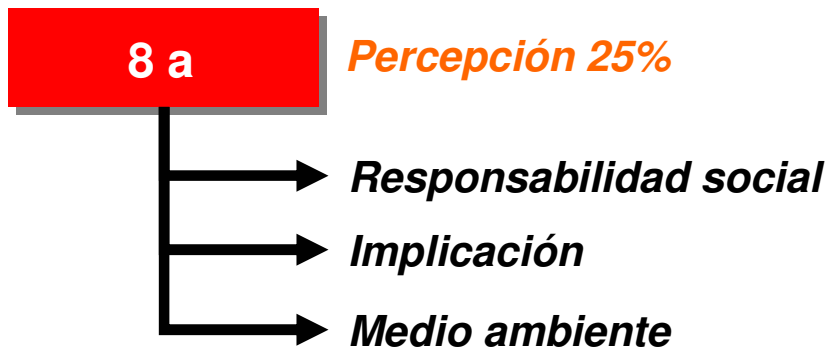 8 a
Percepción 25%
Responsabilidad social
Implicación
Medio ambiente